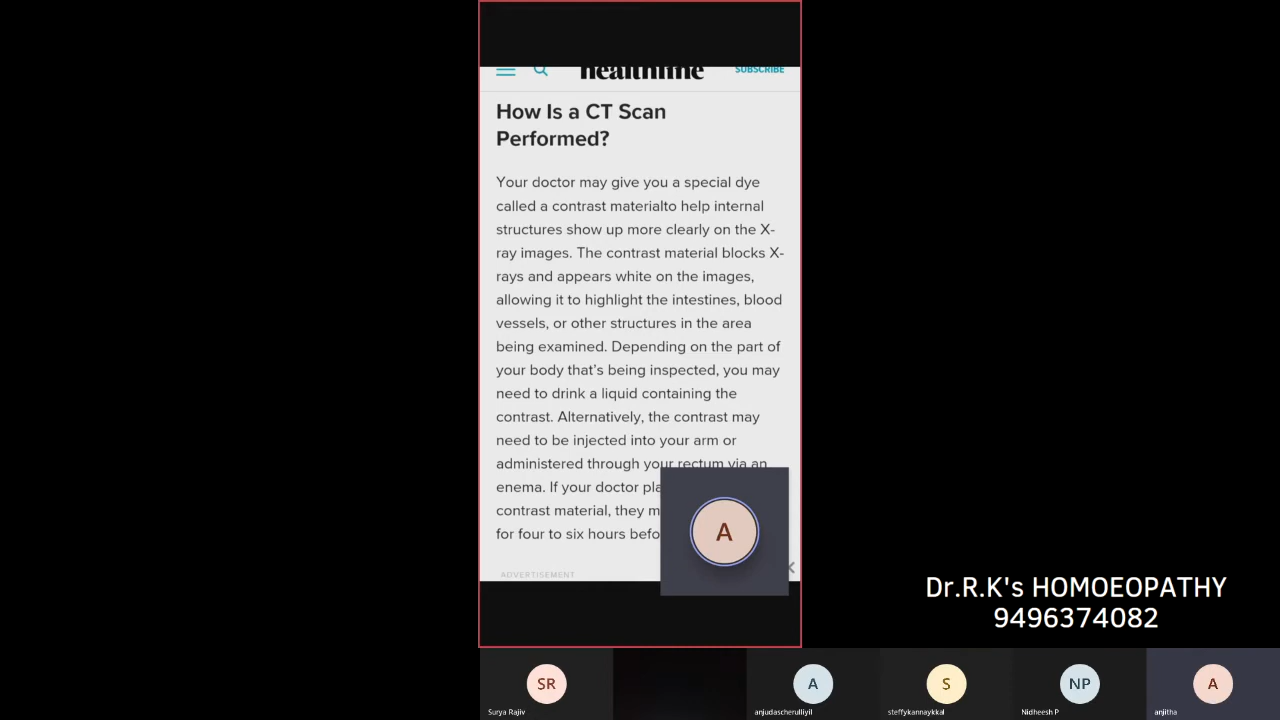 healthline
SUBSCRIBE
How Is a CT Scan
Performed?
Your doctor may give you a special dye
called a contrast materialto help internal
structures show up more clearly on the X-
ray images. The contrast material blocks X-
rays and appears white on the images,
allowing it to highlight the intestines, blood
vessels, or other structures in the area
being examined. Depending on the part of
your body that's being inspected, you may
need to drink a liquid containing the
contrast. Alternatively, the contrast may
need to be injected into your arm or
administered through your rectum via an
enema. If your doctor
contrast material, they
for four to six hours
ADVERTISEMENT
A
Dr.R.K's HOMOEOPATHY
9496374082
SR
A
S
NP
A
Surya Rajiv
anjudascherulliyil
steffykannaykkal
Nidheesh P
anjitha